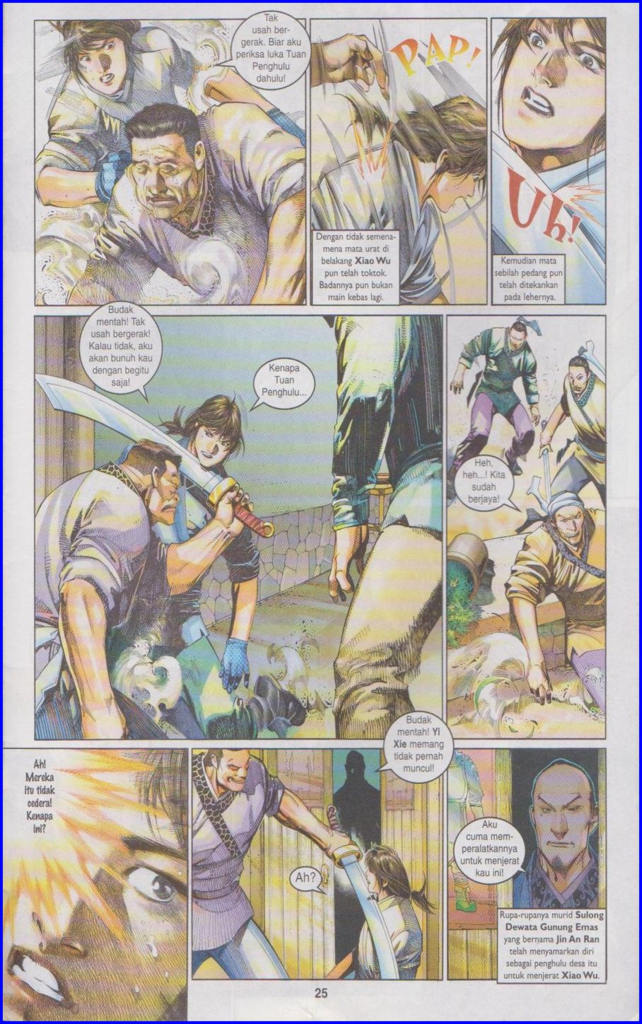 Tak
usah ber-
gerak. Biar aku
periksa luka Tuan
Penghulu
dahulu!
PAP!
Dengan tidak semena-
mena mata urat di
belakang Xiao Wu
pun telah toktok.
Badannya pun bukan
main kebas lagi.
Uh!
Kemudian mata
sebilah pedang pun
telah ditekankan
pada lehernya.
Budak
mentah! Tak
usah bergerak!
Kalau tidak, aku
akan bunuh kau
dengan begitu
saja!
Kenapa
Tuan
Penghulu...
Heh,
heh...! Kita
sudah
berjaya!
Ah!
Mereka
itu tidak
cedera!
Kenapa
ini?
Budak
mentah! Yi
Xie memang
tidak pernah
muncul!
Ah?
Aku
cuma mem-
peralatkannya
untuk menjerat
kau ini!
Rupa-rupanya murid Sulong
Dewata Gunung Emas
yang bernama Jin An Ran
telah menyamarkan diri
sebagai penghulu desa itu
untuk menjerat Xiao Wu.
25